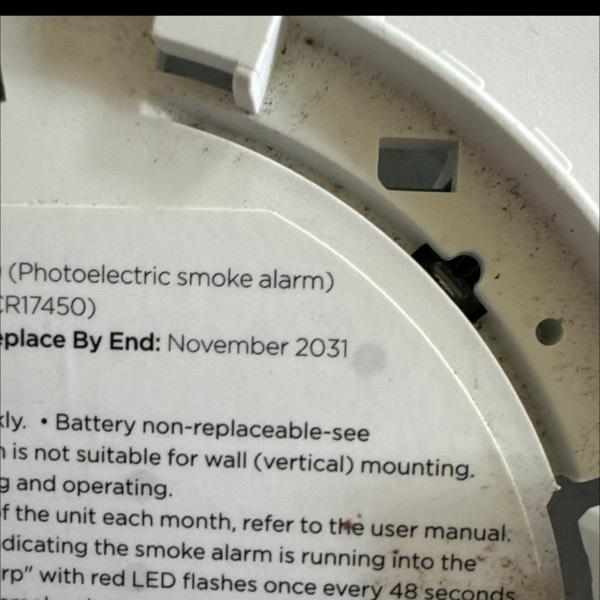 (Photoelectric smoke alarm)
CR17450)
eplace By End: November 2031
kly. • Battery non-replaceable-see
is not suitable for wall (vertical) mounting.
g and operating.
f the unit each month, refer to the user manual.
dicating the smoke alarm is running into the
rp" with red LED flashes once every 48 seconds